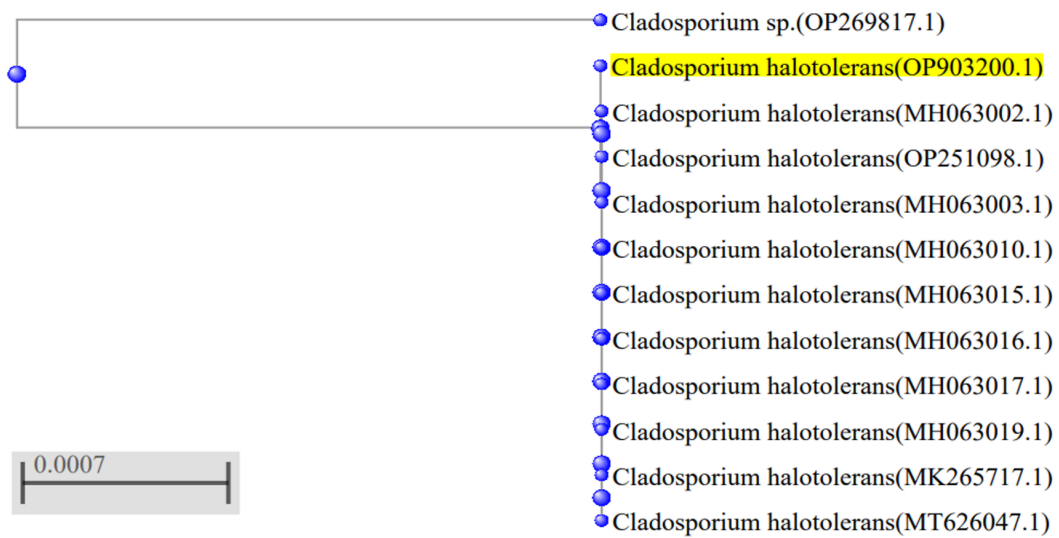 Cladosporium sp.(OP269817.1)
Cladosporium halotolerans(OP903200.1)
Cladosporium halotolerans(MH063002.1)
Cladosporium halotolerans(OP251098.1)
Cladosporium halotolerans(MH063003.1)
Cladosporium halotolerans(MH063010.1)
Cladosporium halotolerans(MH063015.1)
Cladosporium halotolerans(MH063016.1)
Cladosporium halotolerans(MH063017.1)
Cladosporium halotolerans(MH063019.1)
0.0007
Cladosporium halotolerans(MK265717.1)
Cladosporium halotolerans(MT626047.1)